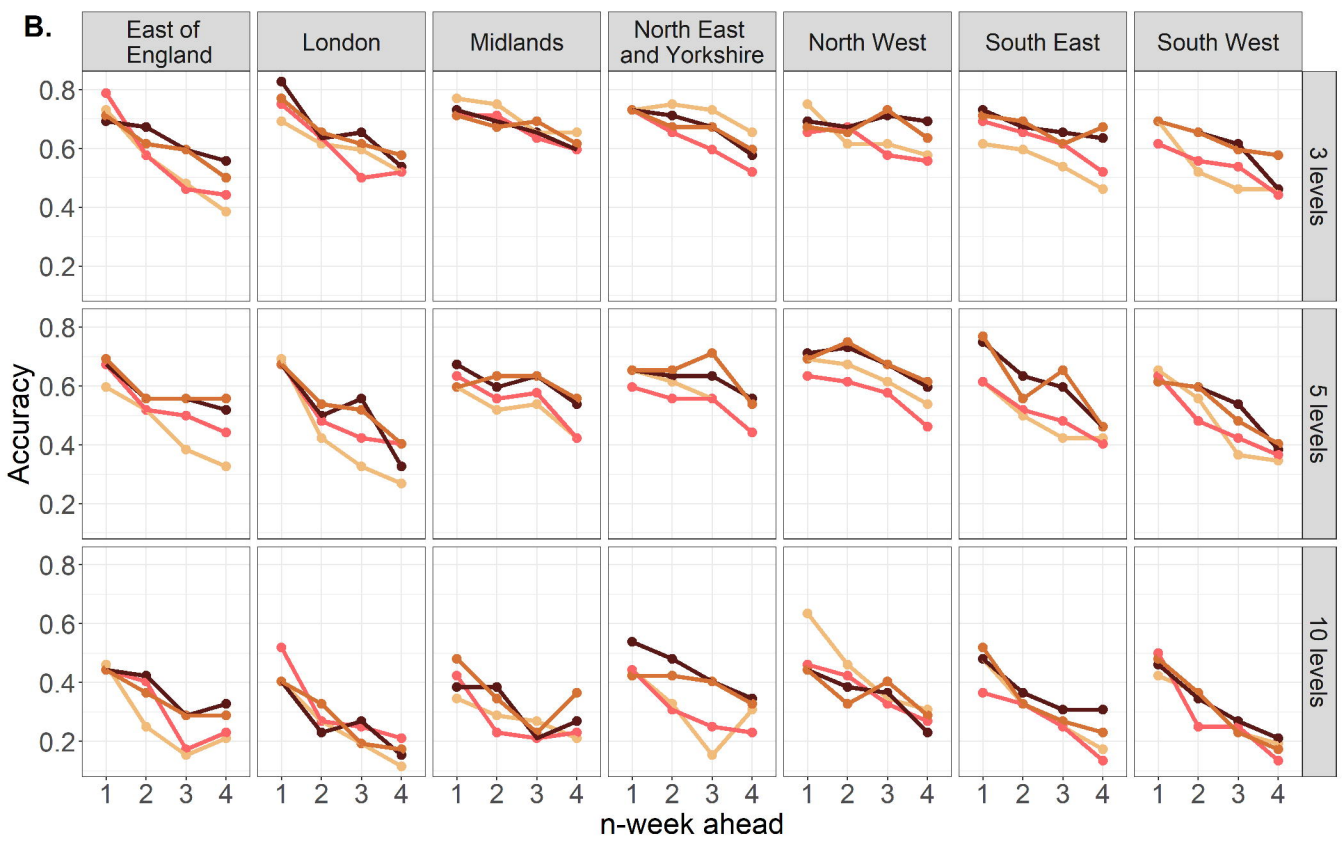 B.
East of
England
London
Midlands
North East
and Yorkshire
North West
South East
South West
0.8
0.6
0.4
0.2
3 levels
0.8
0.6
0.4
0.2
5 levels
0.8
0.6
0.4
0.2
10 levels
Accuracy
1 2 3 4 1 2 3 4 1 2 3 4 1 2 3 4 1 2 3 4 1 2 3 4 1 2 3 4
n-week ahead